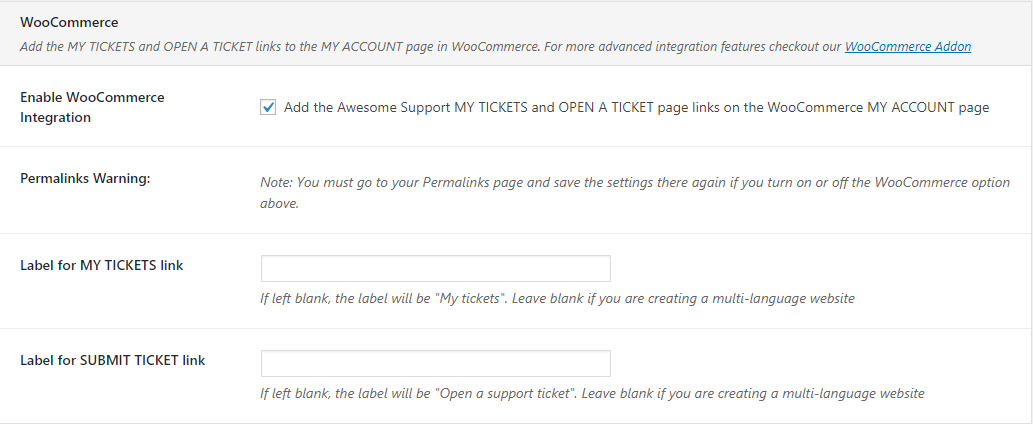 WooCommerce
Add the MY TICKETS and OPEN A TICKET links to the MY ACCOUNT page in WooCommerce. For more advanced integration features checkout our WooCommerce Addon
Enable WooCommerce
Integration
Add the Awesome Support MY TICKETS and OPEN A TICKET page links on the WooCommerce MY ACCOUNT page
Permalinks Warning:
Note: You must go to your Permalinks page and save the settings there again if you turn on or off the WooCommerce option
above.
Label for MY TICKETS link
If left blank, the label will be "My tickets". Leave blank if you are creating a multi-language website
Label for SUBMIT TICKET link
If left blank, the label will be "Open a support ticket". Leave blank if you are creating a multi-language website